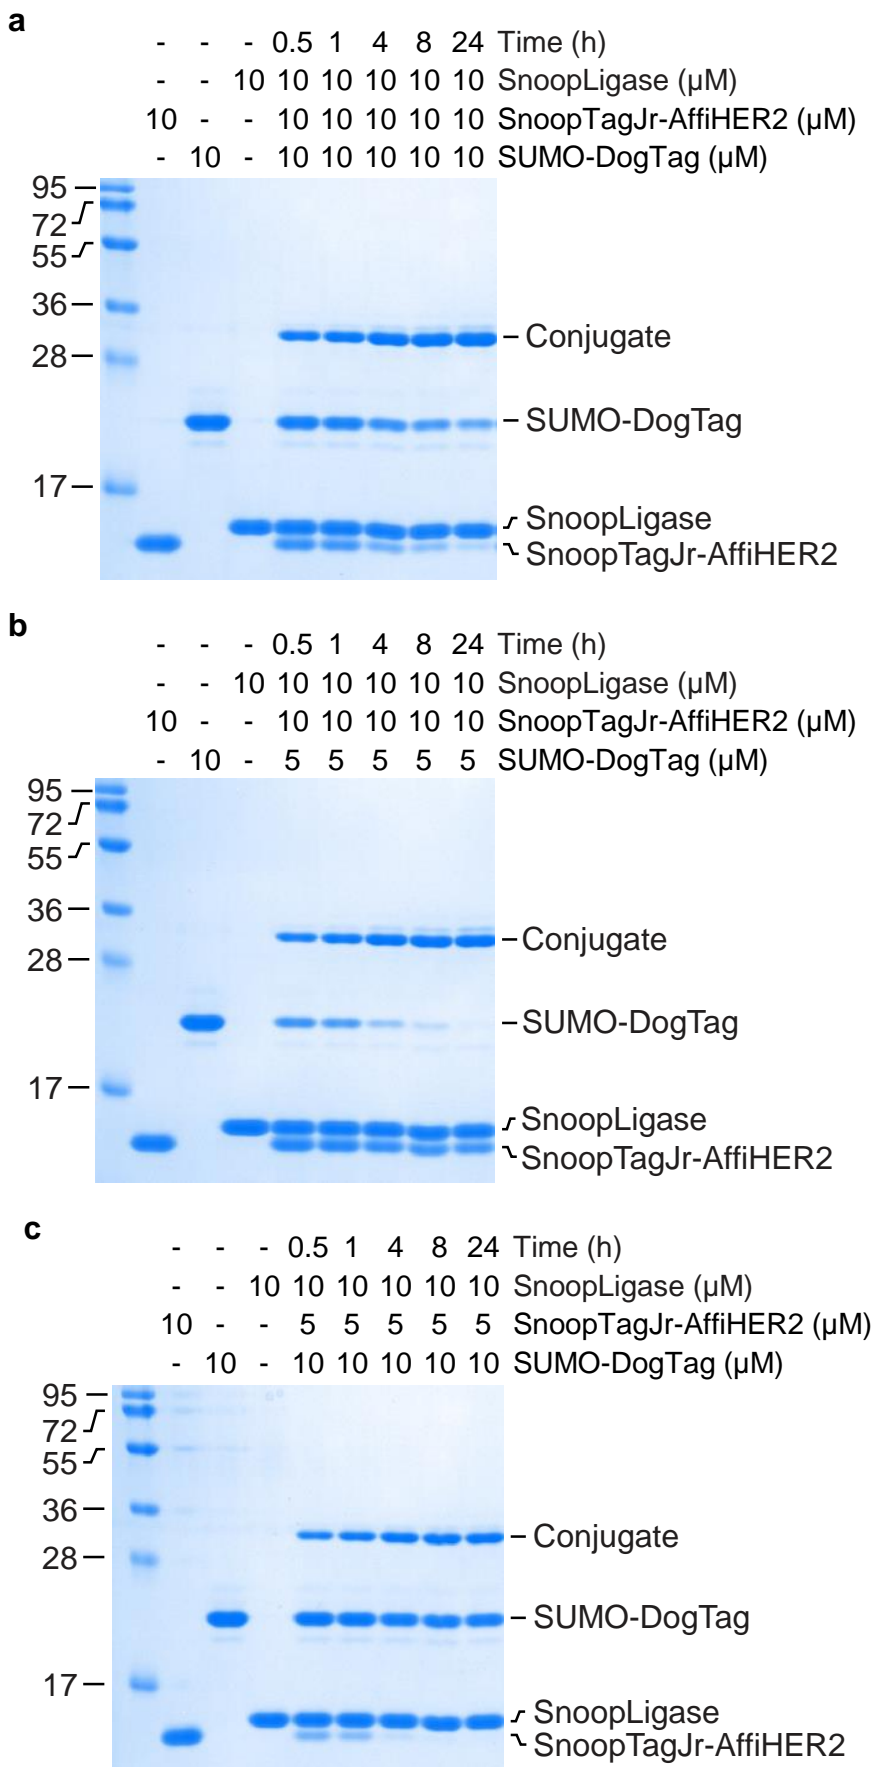 a
- - - 0.5 1 4 8 24 Time (h)
- - 10 10 10 10 10 10 SnoopLigase (µM)
10 - - 10 10 10 10 10 SnoopTagJr-AffiHER2 (µM)
- 10 - 10 10 10 10 10 SUMO-DogTag (µM)
95
72
55
36
Conjugate
28
SUMO-DogTag
17
SnoopLigase
SnoopTagJr-AffiHER2
b
- - - 0.5 1 4 8 24 Time (h)
- - 10 10 10 10 10 10 SnoopLigase (µM)
10 - - 10 10 10 10 10 SnoopTagJr-AffiHER2 (µM)
- 10 - 5 5 5 5 5 SUMO-DogTag (µM)
95
72
55
36
Conjugate
28
SUMO-DogTag
17
SnoopLigase
SnoopTagJr-AffiHER2
c
- - - 0.5 1 4 8 24 Time (h)
- - 10 10 10 10 10 10 SnoopLigase (µM)
10 - - 5 5 5 5 5 SnoopTagJr-AffiHER2 (µM)
- 10 - 10 10 10 10 10 SUMO-DogTag (µM)
95
72
55
36
Conjugate
28
SUMO-DogTag
17
SnoopLigase
SnoopTagJr-AffiHER2